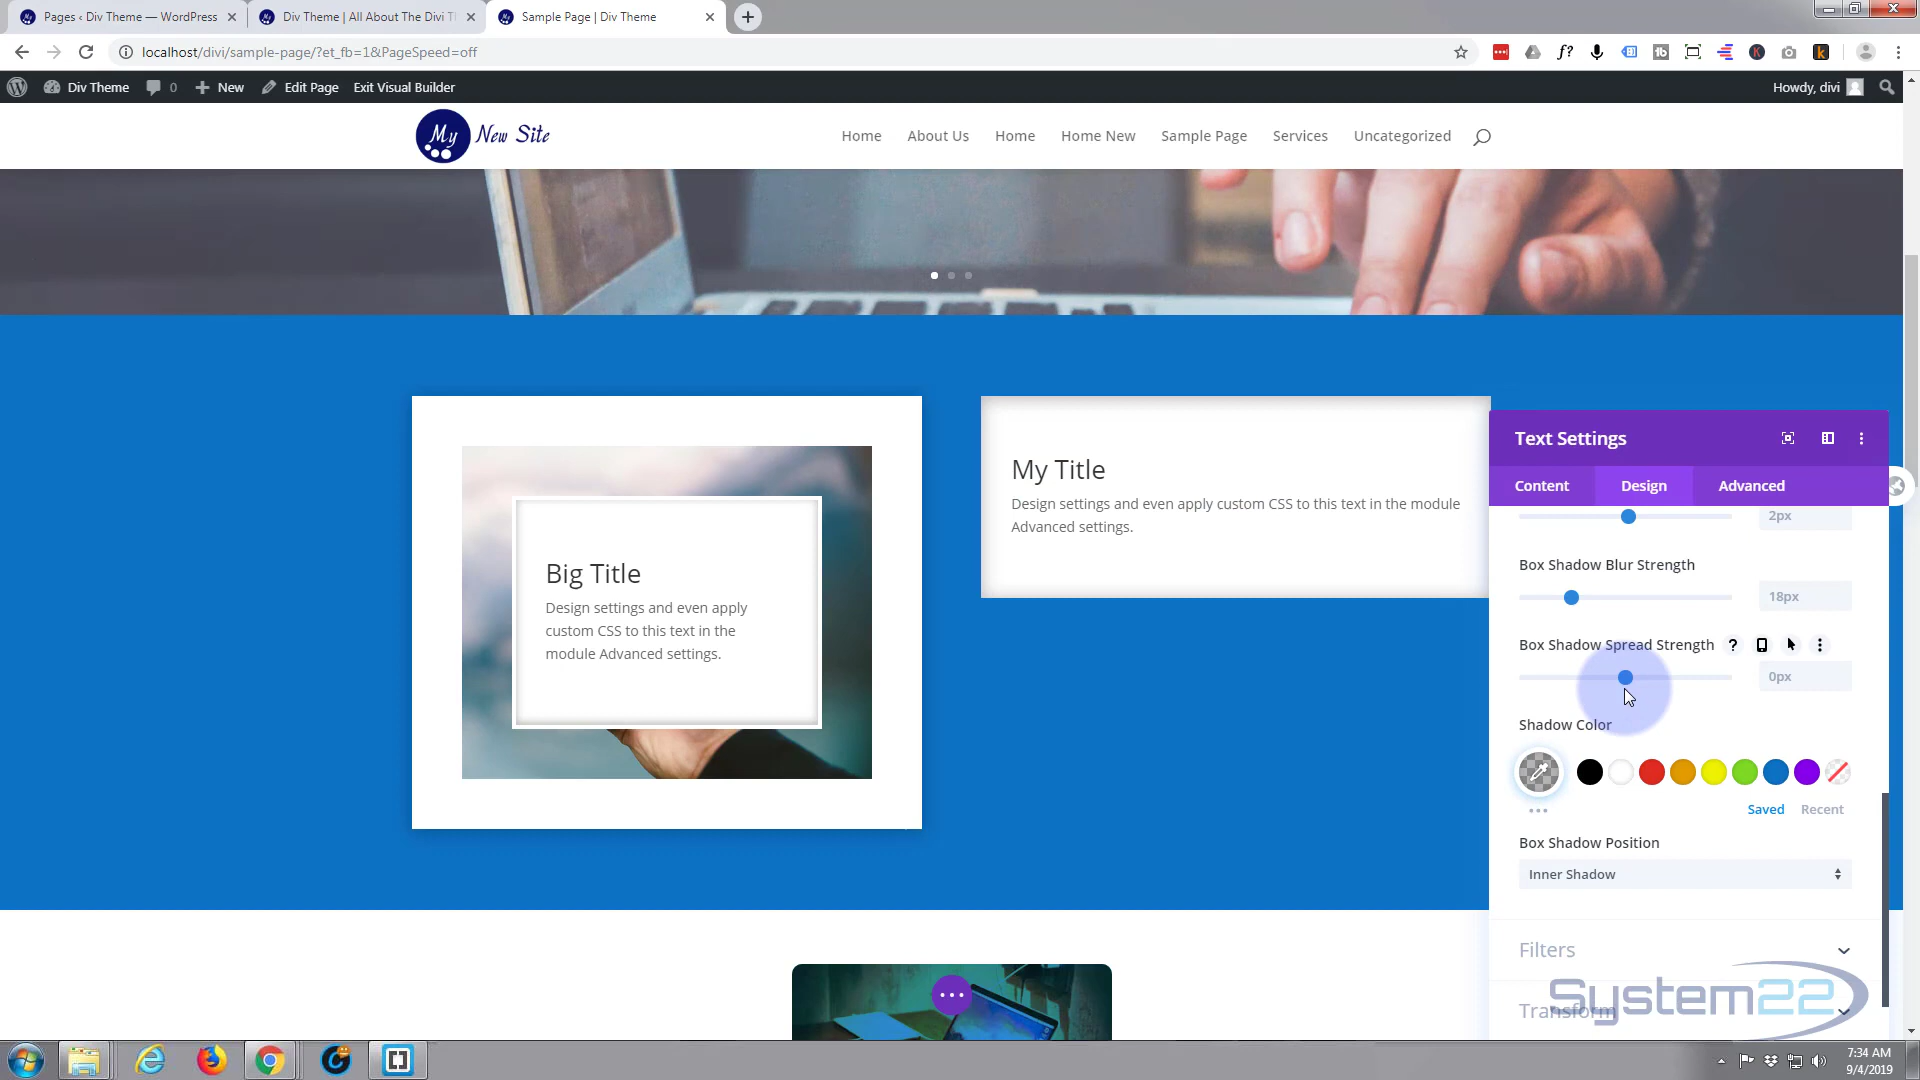 Pages ‹ Div Theme — WordPress
Div Theme | All About The Divi Th
Sample Page | Div Theme
localhost/divi/sample-page/?et_fb=1&PageSpeed=off
Div Theme
0
New
Edit Page
Exit Visual Builder
Howdy, divi
My New Site
Home
About Us
Home
Home New
Sample Page
Services
Uncategorized
Big Title
Design settings and even apply
custom CSS to this text in the
module Advanced settings.
My Title
Design settings and even apply custom CSS to this text in the module
Advanced settings.
Text Settings
Content
Design
Advanced
2px
Box Shadow Blur Strength
18px
Box Shadow Spread Strength
0px
Shadow Color
Saved
Recent
Box Shadow Position
Inner Shadow
Filters
Transform
System22
7:34 AM
9/4/2019